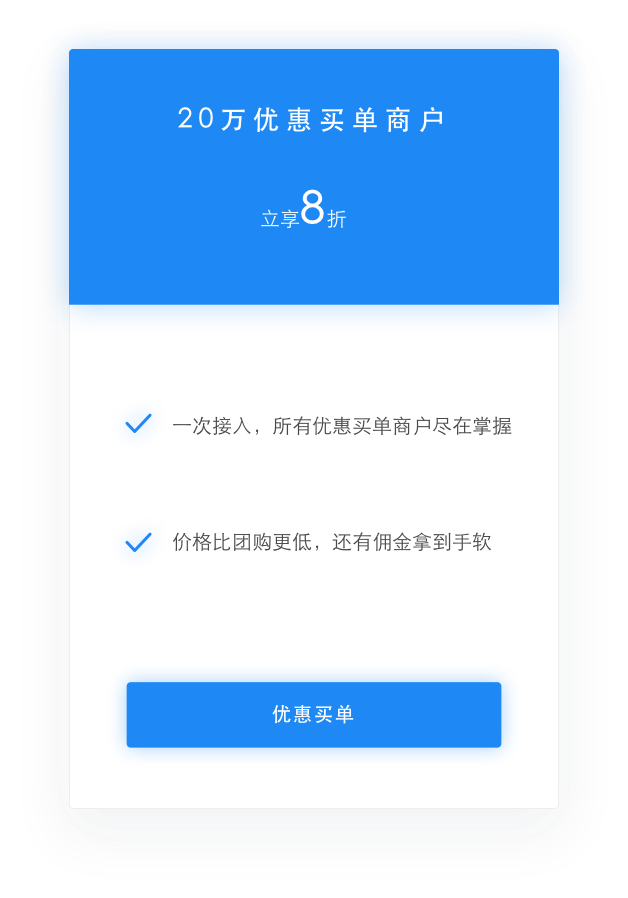 20万优惠买单商户
立享8折
一次接入，所有优惠买单商户尽在掌握
价格比团购更低，还有佣金拿到手软
优惠买单